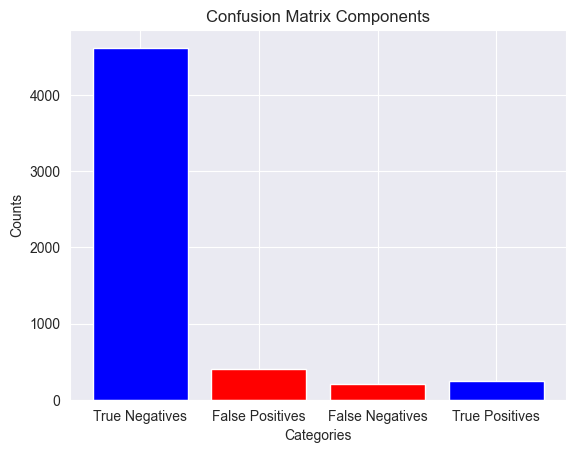 Confusion Matrix Components
Counts
4000
3000
2000
1000
0
True Negatives False Positives False Negatives True Positives
Categories